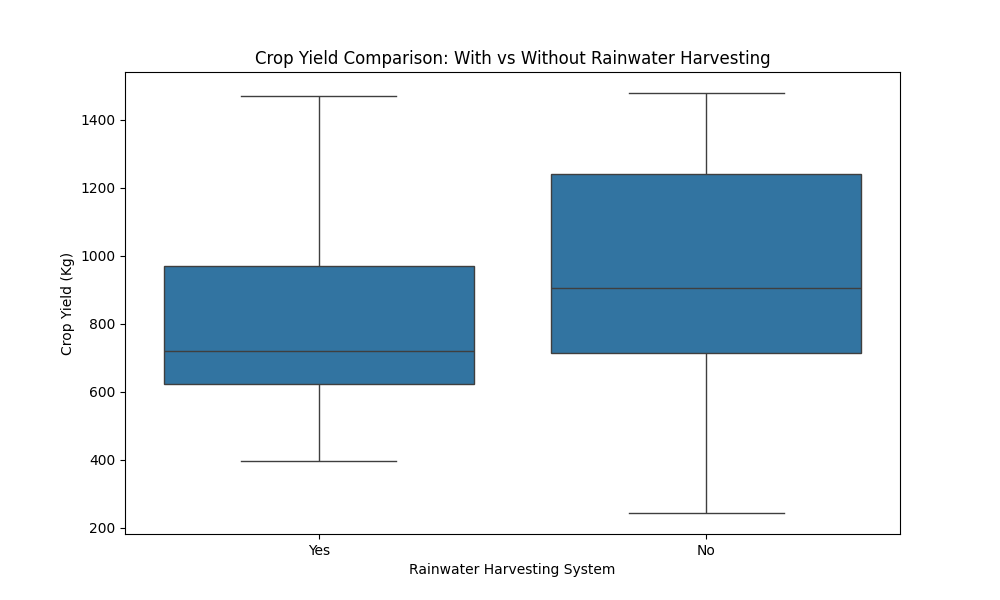 Crop Yield Comparison: With vs Without Rainwater Harvesting
Crop Yield (Kg)
1400
1200
1000
800
600
400
200
Yes
No
Rainwater Harvesting System